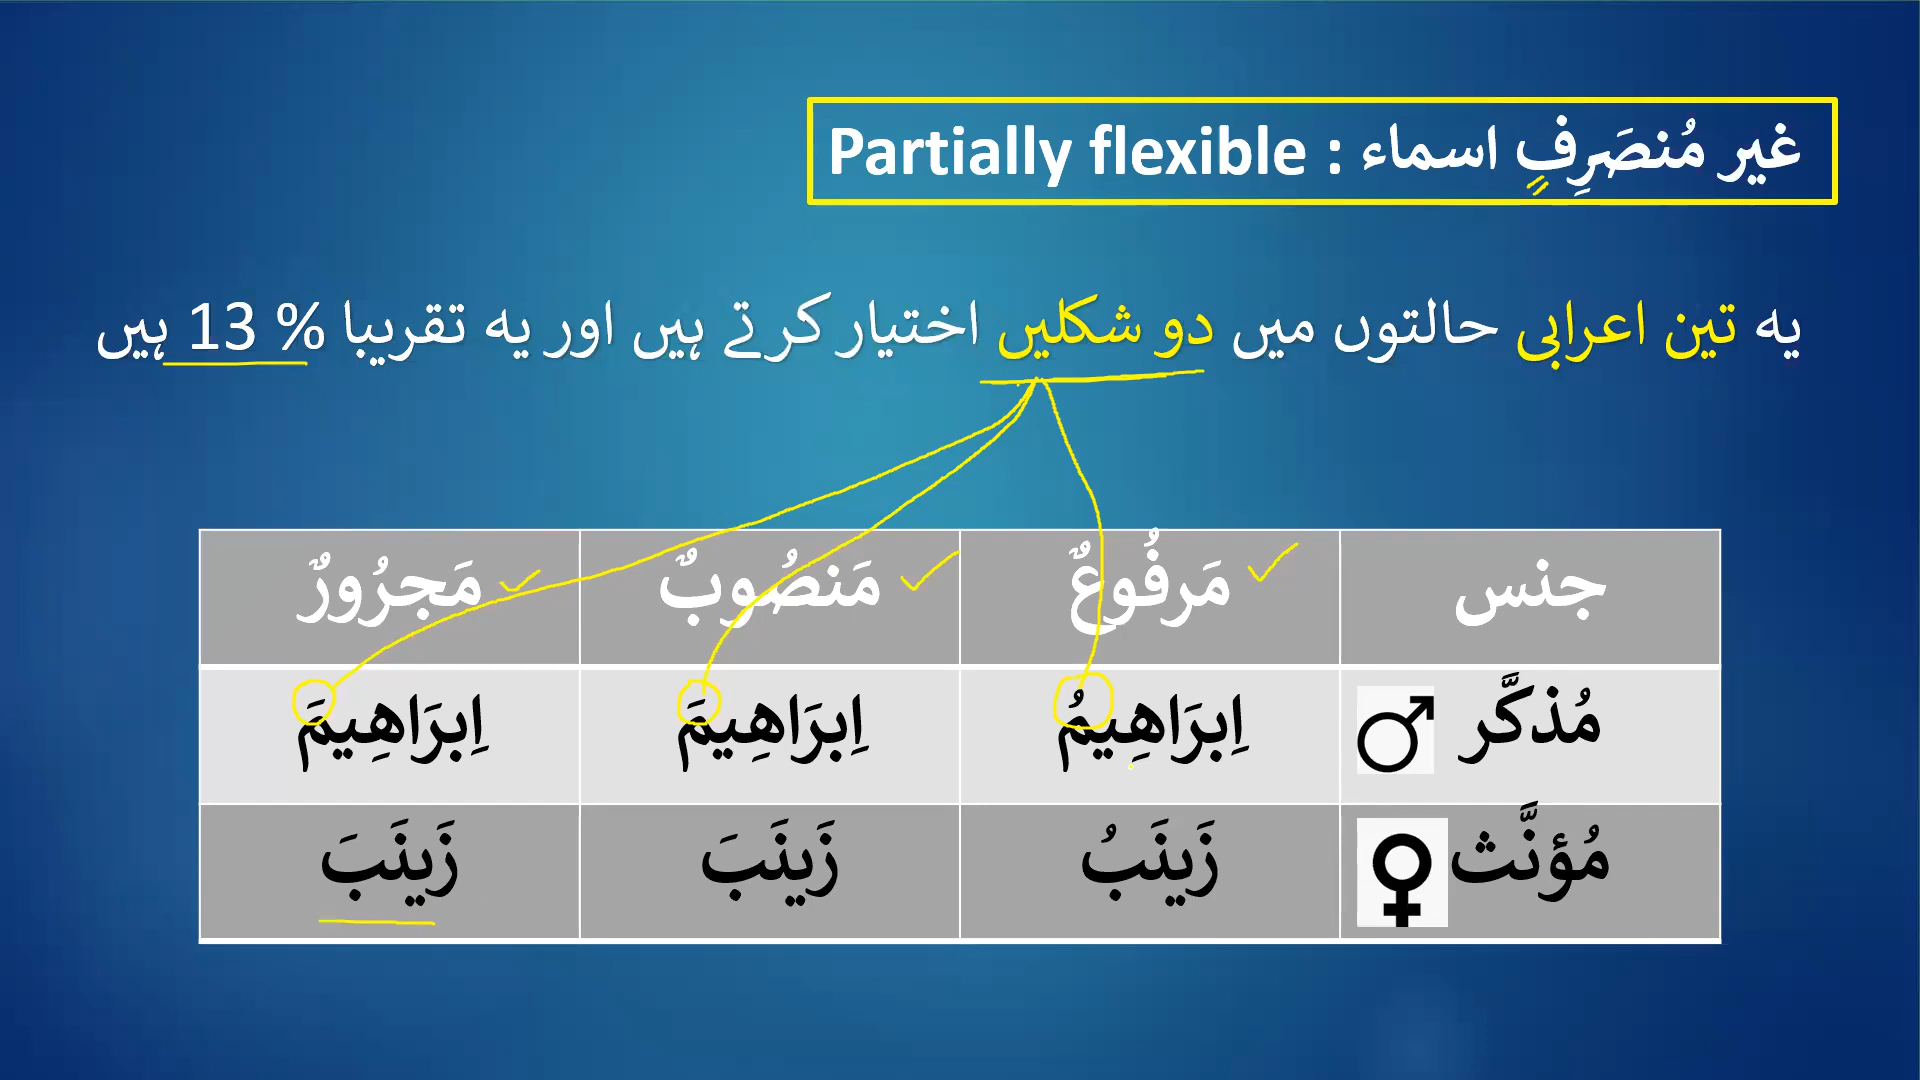 غیر مُنصَرِفٍ اسماء : Partially flexible
یہ تین اعرابی حالتوں میں دو شکلیں اختیار کرتے ہیں اور یہ تقریبا % 13 ہیں
جنس مَرفُوعٌ مَنصُوبٌ مَجرُورٌ
مُذکَّر اِبرَاهِیمُ اِبرَاهِیمَ اِبرَاهِیمَ
مُؤنَّث زَینَبُ زَینَبَ زَینَبَ